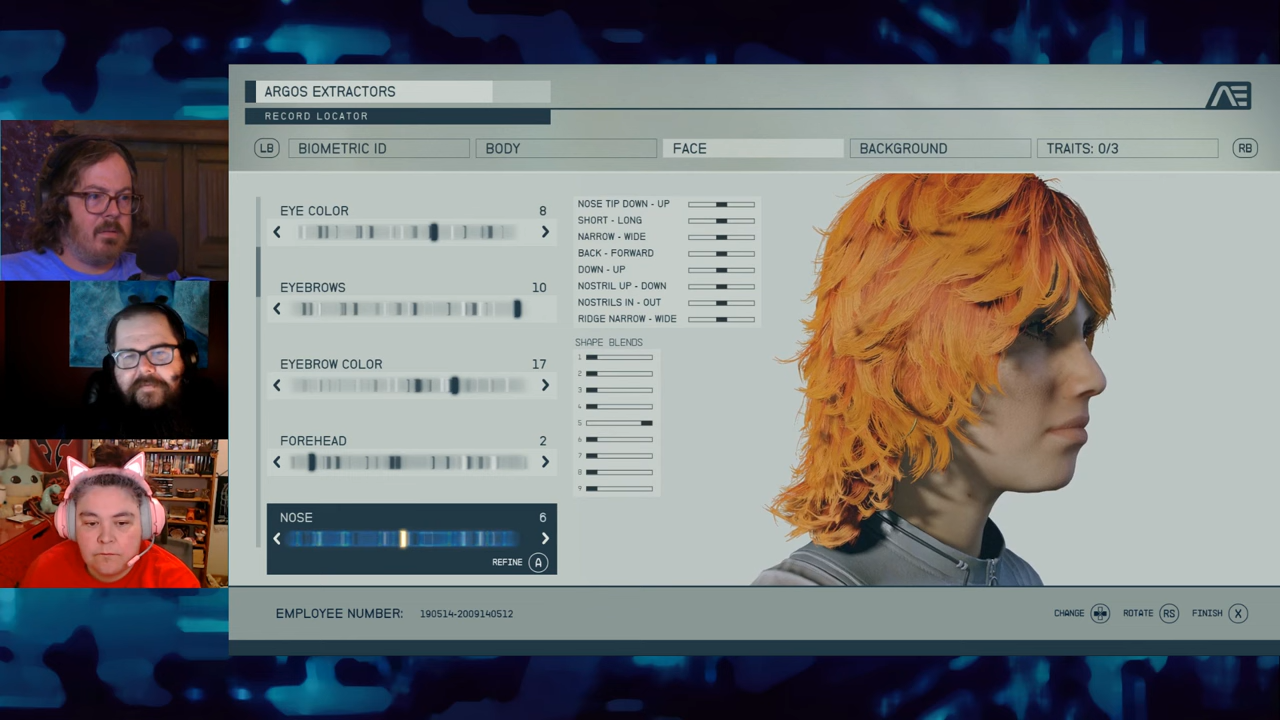 ARGOS EXTRACTORS
RECORD LOCATOR
LB BIOMETRIC ID BODY FACE BACKGROUND TRAITS: 0/3 RB
EYE COLOR 8
EYEBROWS 10
EYEBROW COLOR 17
FOREHEAD 2
NOSE 6
REFINE A
NOSE TIP DOWN - UP
SHORT - LONG
NARROW - WIDE
BACK - FORWARD
DOWN - UP
NOSTRIL UP - DOWN
NOSTRILS IN - OUT
RIDGE NARROW - WIDE
SHAPE BLENDS
1
2
3
4
5
6
7
8
9
EMPLOYEE NUMBER: 190514-2009140512
CHANGE ROTATE RS FINISH X